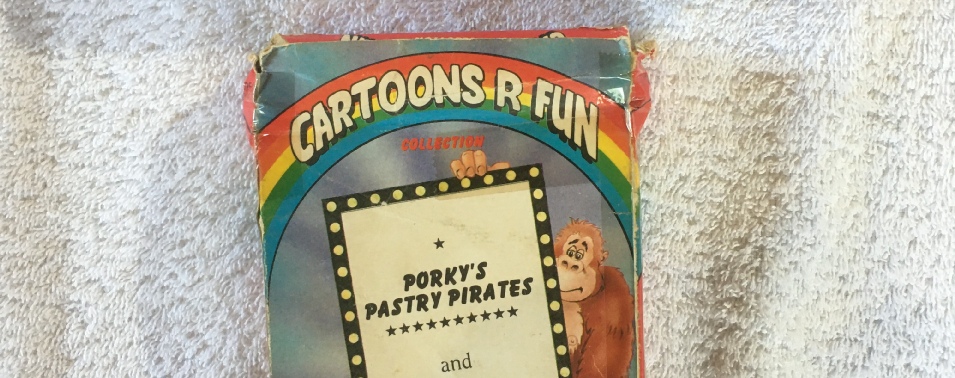 CARTOONS R FUN
COLLECTION
PORKY'S
PASTRY PIRATES
and